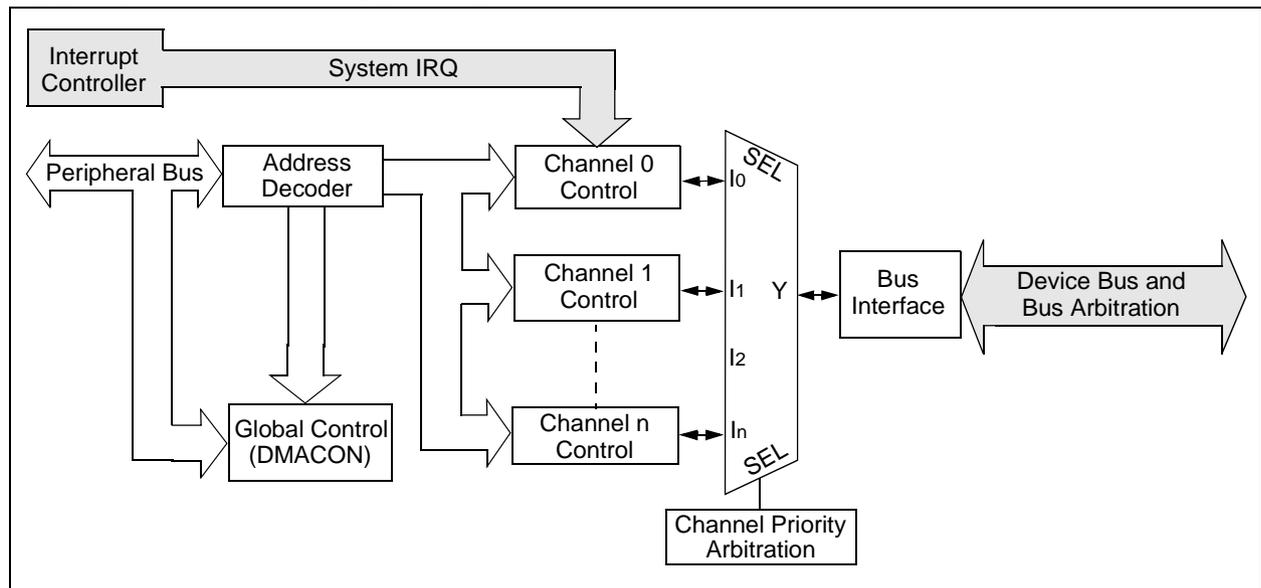 Interrupt
Controller
System IRQ
Peripheral Bus
Address
Decoder
Channel 0
Control
SEL
I0
Channel 1
Control
I1
Y
Bus
Interface
Device Bus and
Bus Arbitration
I2
Global Control
(DMACON)
Channel n
Control
In
SEL
Channel Priority
Arbitration